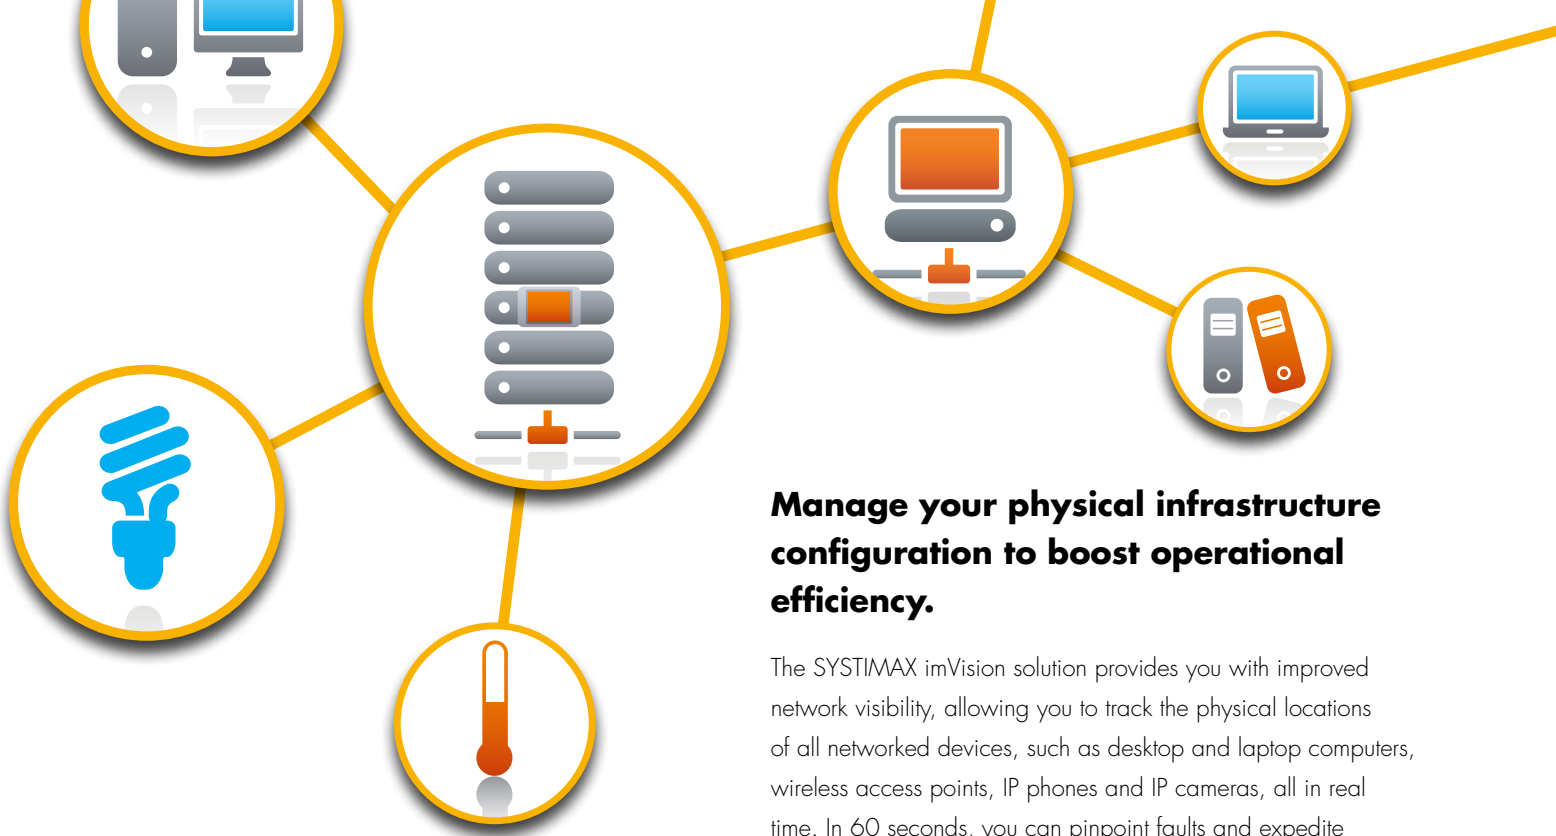 Manage your physical infrastructure
configuration to boost operational
efficiency.
The SYSTIMAX imVision solution provides you with improved
network visibility, allowing you to track the physical locations
of all networked devices, such as desktop and laptop computers,
wireless access points, IP phones and IP cameras, all in real
time. In 60 seconds, you can pinpoint faults and expedite